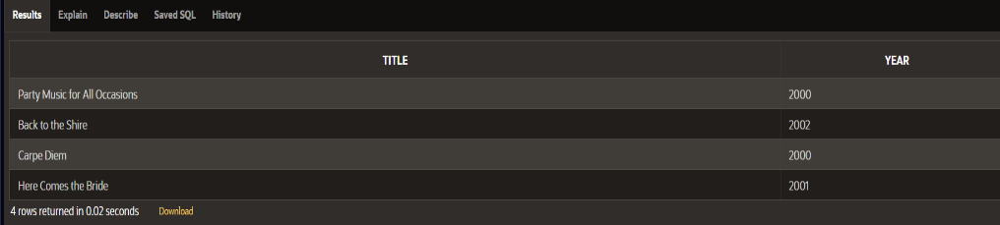 Results Explain Describe Saved SQL History
TITLE YEAR
Party Music for All Occasions 2000
Back to the Shire 2002
Carpe Diem 2000
Here Comes the Bride 2001
4 rows returned in 0.02 seconds Download